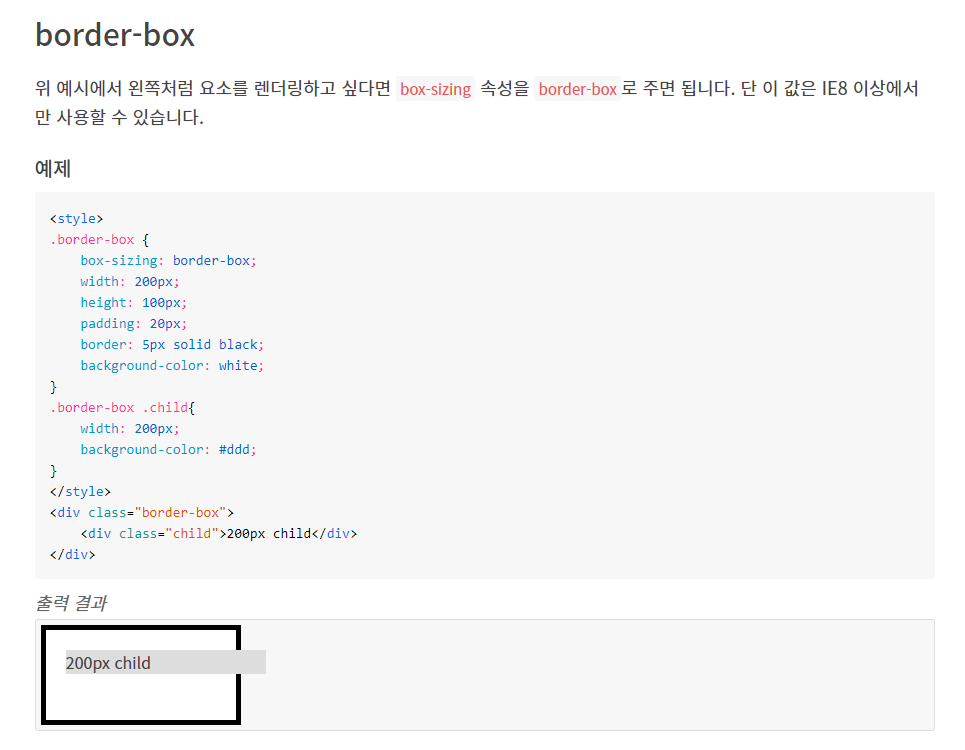 border-box
위 예시에서 왼쪽처럼 요소를 렌더링하고 싶다면 box-sizing 속성을 border-box로 주면 됩니다. 단 이 값은 IE8 이상에서
만 사용할 수 있습니다.
예제
<style>
.border-box {
    box-sizing: border-box;
    width: 200px;
    height: 100px;
    padding: 20px;
    border: 5px solid black;
    background-color: white;
}
.border-box .child{
    width: 200px;
    background-color: #ddd;
}
</style>
<div class="border-box">
    <div class="child">200px child</div>
</div>
출력 결과
200px child